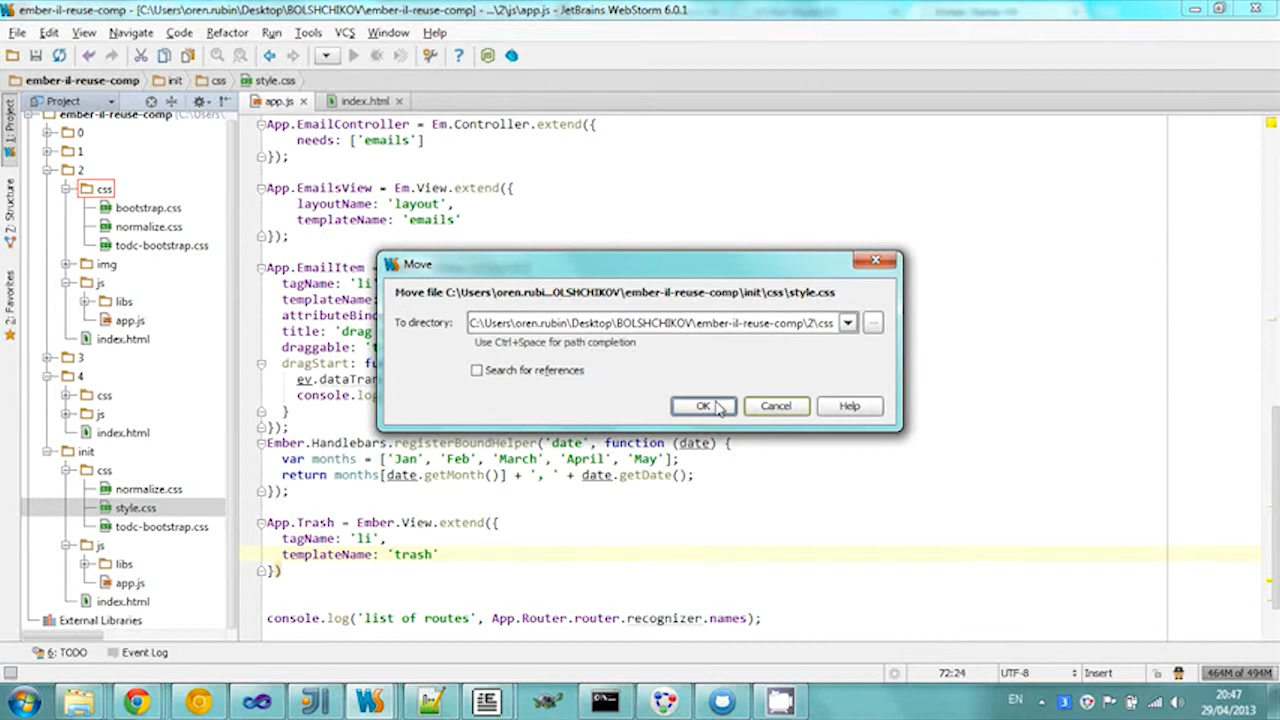 ember-il-reuse-comp - [C:\Users\oren.rubin\Desktop\BOLSHCHIKOV\ember-il-reuse-comp] - ...\2\js\app.js - JetBrains WebStorm 6.0.1
File Edit View Navigate Code Refactor Run Tools VCS Window Help
ember-il-reuse-comp init css style.css
Project
app.js
index.html
1: Project
Z: Structure
2: Favorites
ember-il-reuse-comp (C:\Users\
0
1
2
css
bootstrap.css
normalize.css
todc-bootstrap.css
img
js
libs
app.js
index.html
3
4
css
js
index.html
init
css
normalize.css
style.css
todc-bootstrap.css
js
libs
app.js
index.html
External Libraries
App.EmailController = Em.Controller.extend({
needs: ['emails']
});
App.EmailsView = Em.View.extend({
layoutName: 'layout',
templateName: 'emails'
});
App.EmailItem =
tagName: 'li
templateName:
attributeBin
title: 'drag
draggable: 't
dragStart: fu
ev.dataTran
console.log
}
});
Ember.Handlebars.registerBoundHelper('date', function (date) {
var months = ['Jan', 'Feb', 'March', 'April', 'May'];
return months[date.getMonth()] + ', ' + date.getDate();
});
App.Trash = Ember.View.extend({
tagName: 'li',
templateName: 'trash'
})
console.log('list of routes', App.Router.router.recognizer.names);
Move
Move file C:\Users\oren.rubi...OLSHCHIKOV\ember-il-reuse-comp\init\css\style.css
To directory: C:\Users\oren.rubin\Desktop\BOLSHCHIKOV\ember-il-reuse-comp\2\css
Use Ctrl+Space for path completion
Search for references
OK Cancel Help
6: TODO Event Log
72:24 UTF-8 Insert 464M of 494M
EN
20:47
29/04/2013